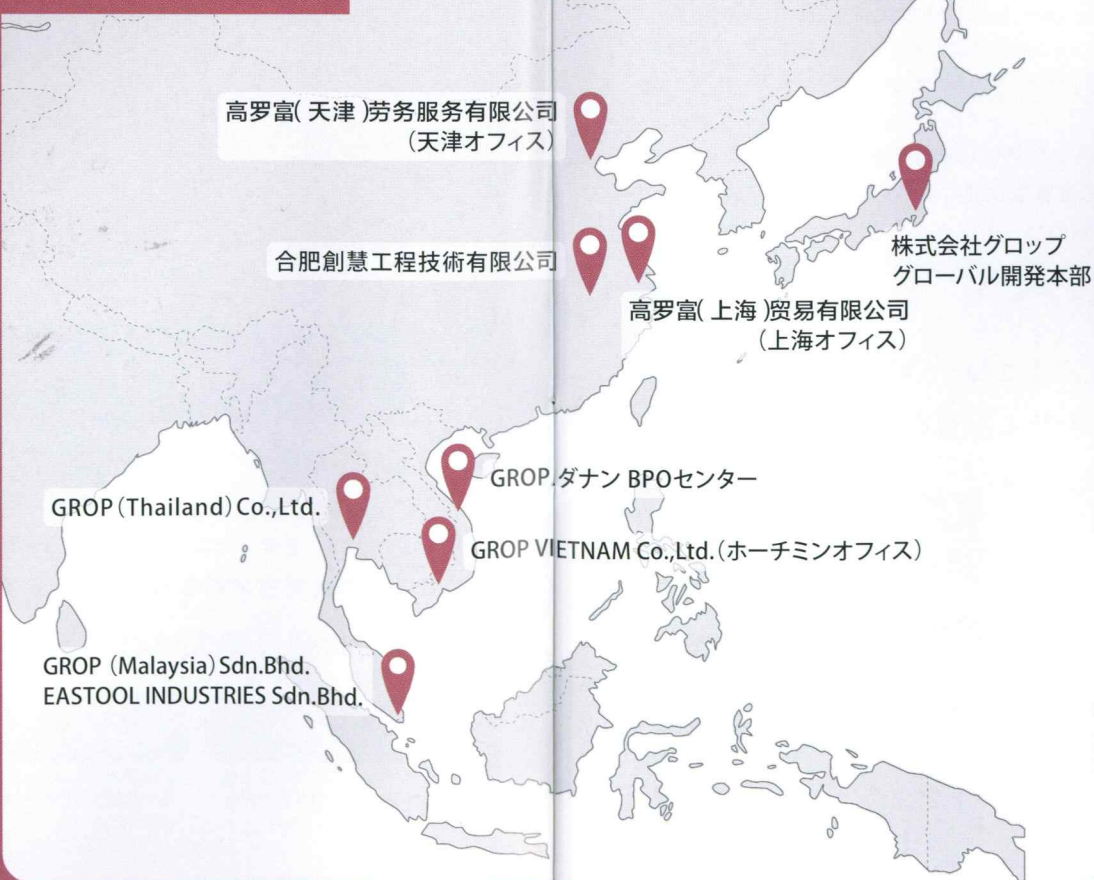 高罗富( 天津 )劳务服务有限公司
(天津オフィス)
合肥創慧工程技術有限公司
株式会社グロップ
グローバル開発本部
高罗富( 上海 )贸易有限公司
(上海オフィス)
GROP ダナン BPOセンター
GROP (Thailand) Co.,Ltd.
GROP VIETNAM Co.,Ltd. (ホーチミンオフィス)
GROP (Malaysia) Sdn.Bhd.
EASTOOL INDUSTRIES Sdn.Bhd.